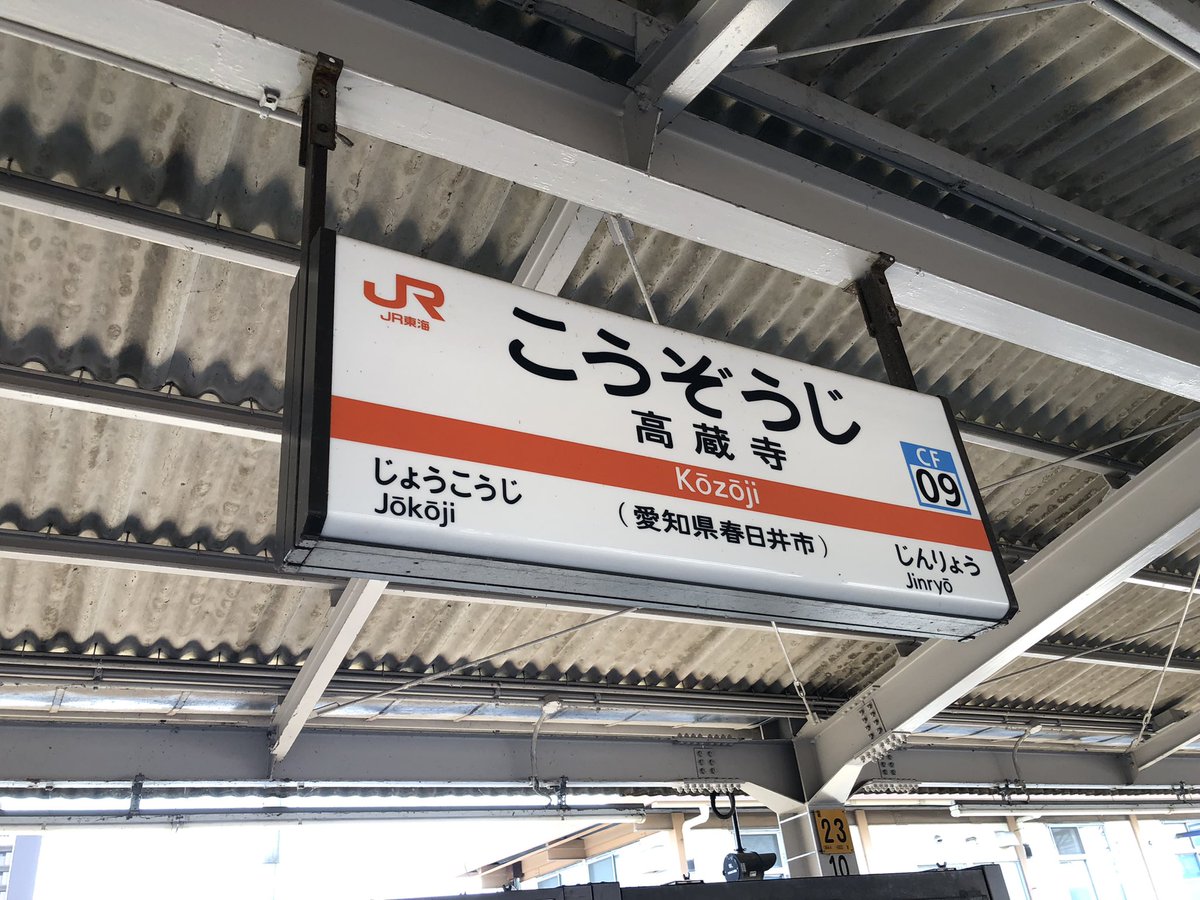 JR
JR東海
こうぞうじ
高蔵寺
Kōzōji
CF
09
じょうこうじ
Jōkōji
(愛知県春日井市)
じんりょう
Jinryō
23
10